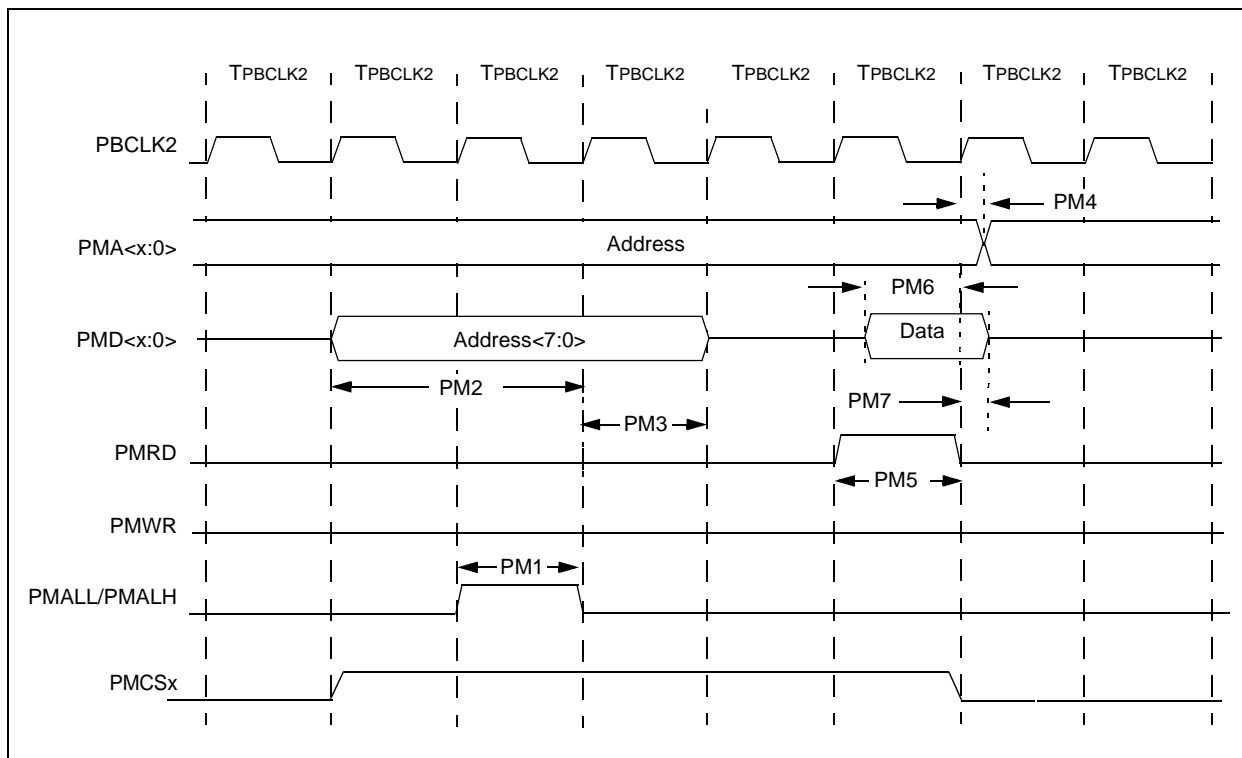 TPBCLK2 TPBCLK2 TPBCLK2 TPBCLK2 TPBCLK2 TPBCLK2 TPBCLK2 TPBCLK2
PBCLK2
PM4
PMA<x:0>
Address
PM6
PMD<x:0>
Address<7:0>
Data
PM2
PM7
PM3
PMRD
PM5
PMWR
PM1
PMALL/PMALH
PMCSx